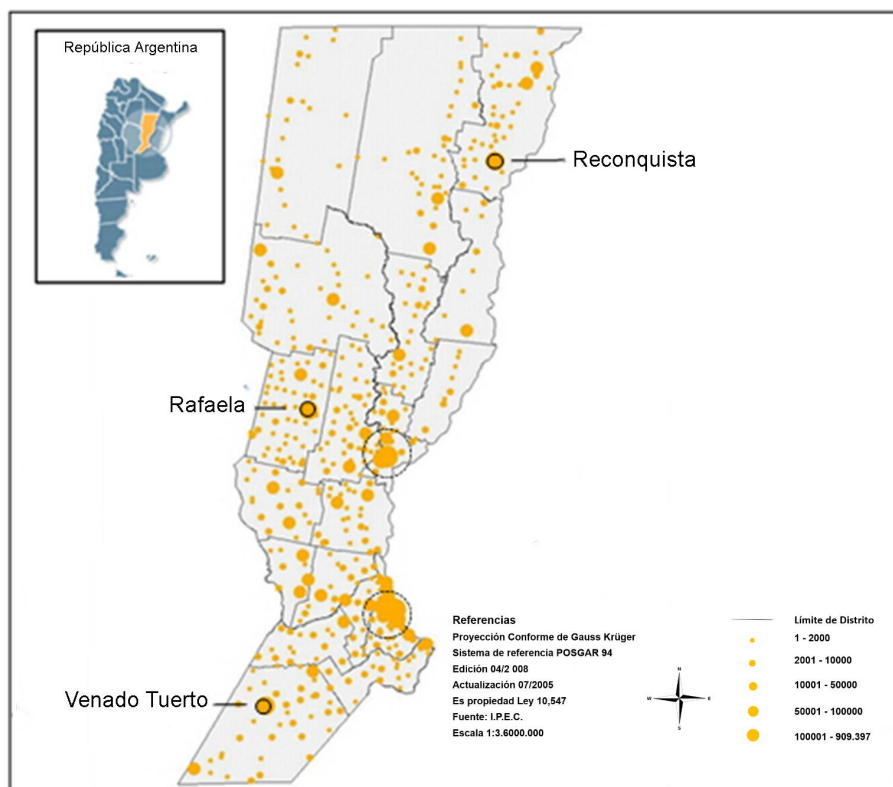 República Argentina
Reconquista
Rafaela
Venado Tuerto
Referencias
Proyección Conforme de Gauss Krüger
Sistema de referencia POSGAR 94
Edición 04/2 008
Actualización 07/2005
Es propiedad Ley 10,547
Fuente: I.P.E.C.
Escala 1:3.6000.000
N
W
E
S
Límite de Distrito
1 - 2000
2001 - 10000
10001 - 50000
50001 - 100000
100001 - 909.397